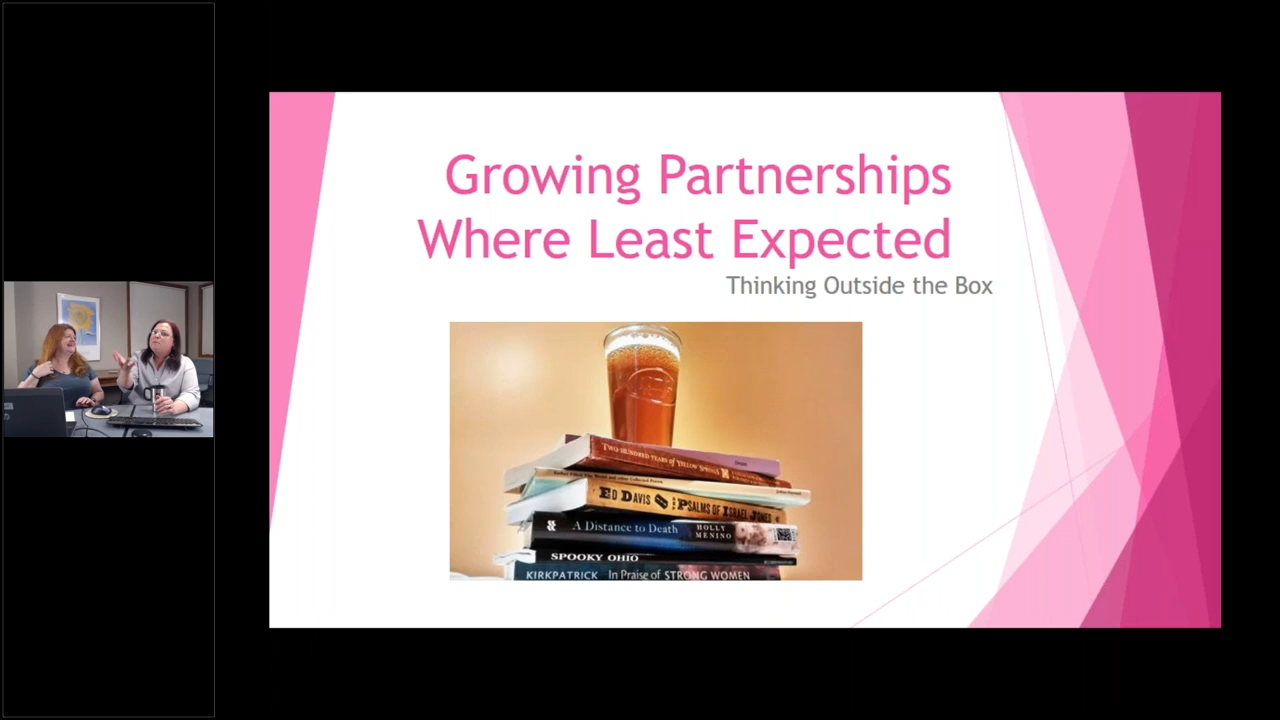 Growing Partnerships
Where Least Expected
Thinking Outside the Box
TWO HUNDRED YEARS OF YELLOW SPRINGS
ED DAVIS
PSALMS OF ISRAEL JONES
A Distance to Death
HOLLY
MENINO
SPOOKY OHIO
KIRKPATRICK In Praise of STRONG WOMEN